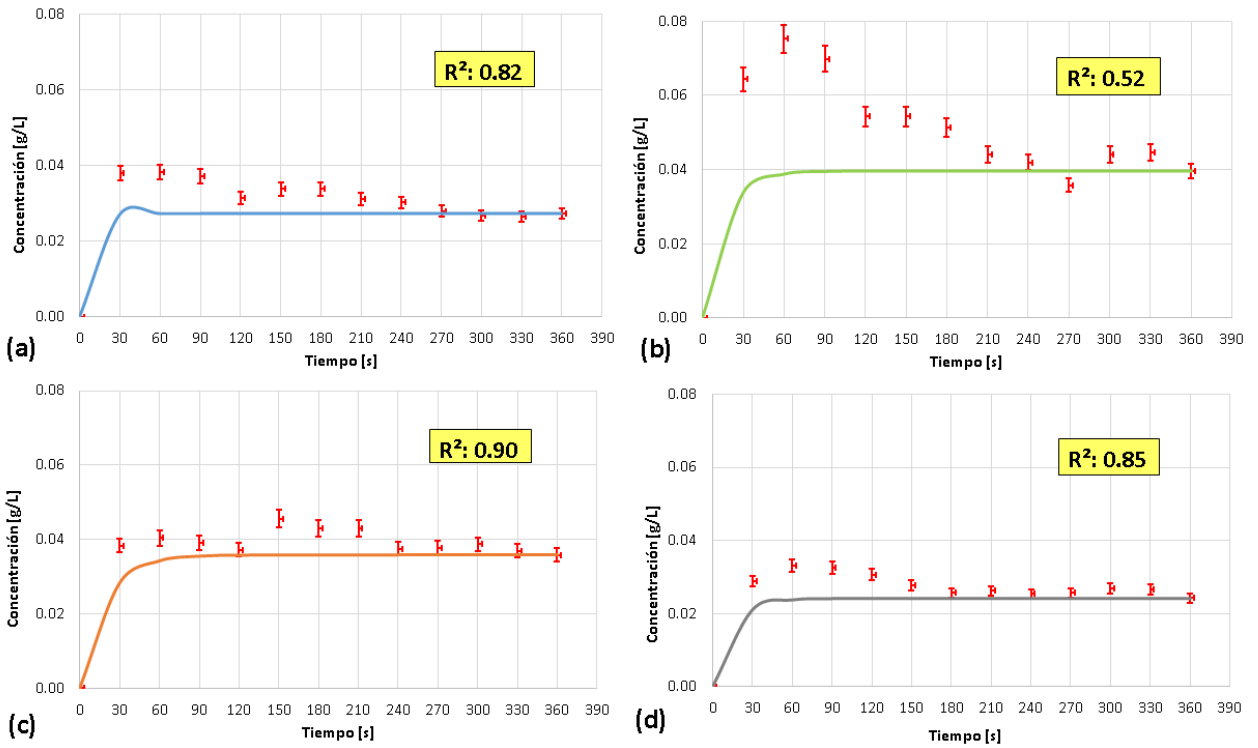 0.08
0.06
0.04
0.02
0.00
Concentración [g/L]
R²: 0.82
0 30 60 90 120 150 180 210 240 270 300 330 360 390
Tiempo [s]
(a)
0.08
0.06
0.04
0.02
0.00
Concentración [g/L]
R²: 0.52
0 30 60 90 120 150 180 210 240 270 300 330 360 390
Tiempo [s]
(b)
0.08
0.06
0.04
0.02
0.00
Concentración [g/L]
R²: 0.90
0 30 60 90 120 150 180 210 240 270 300 330 360 390
Tiempo [s]
(c)
0.08
0.06
0.04
0.02
0.00
Concentración [g/L]
R²: 0.85
0 30 60 90 120 150 180 210 240 270 300 330 360 390
Tiempo [s]
(d)